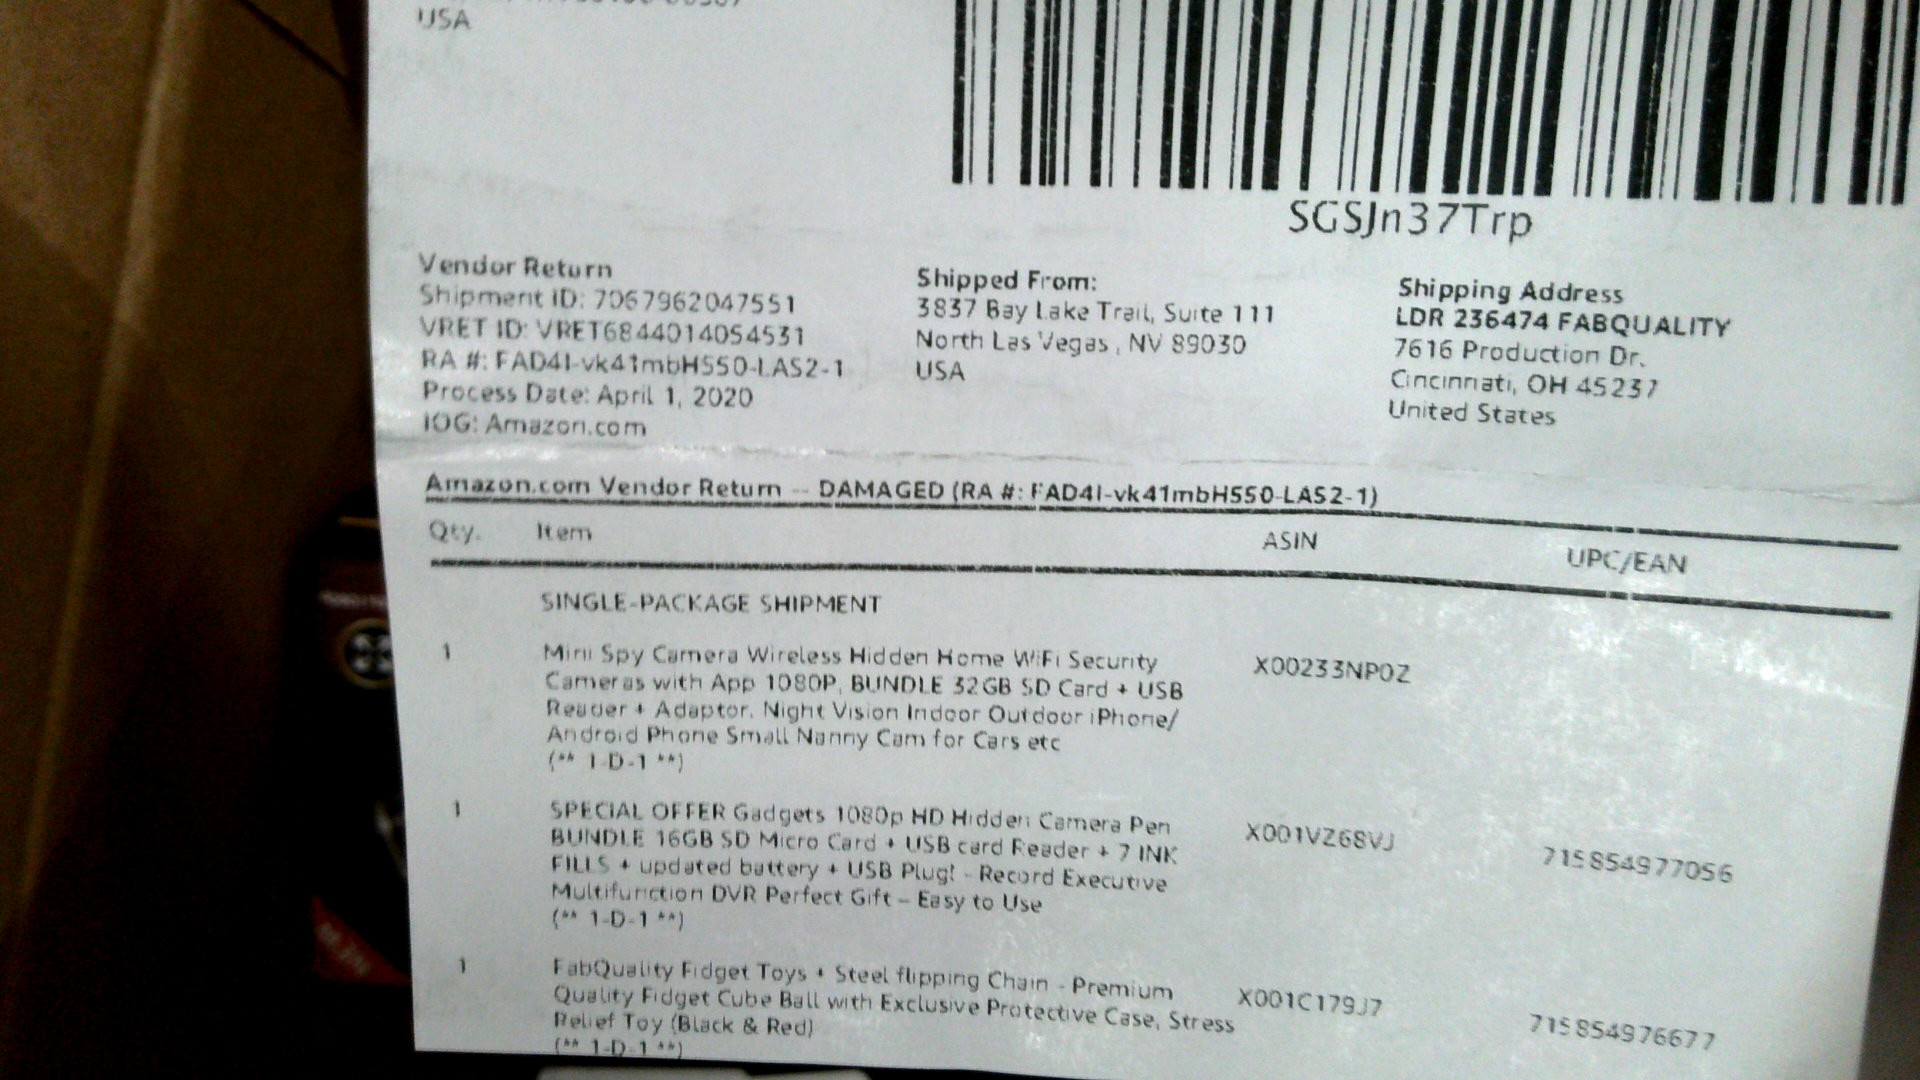 USA
SGSJn37Trp
Vendor Return
Shipment ID: 7067962047551
VRET ID: VRET6844014054531
RA #: FAD4I-vk41mbH550-LAS2-1
Process Date: April 1, 2020
IOG: Amazon.com
Shipped From:
3837 Bay Lake Trail, Suite 111
North Las Vegas , NV 89030
USA
Shipping Address
LDR 236474 FABQUALITY
7616 Production Dr.
Cincinnati, OH 45237
United States
Amazon.com Vendor Return -- DAMAGED (RA #: FAD4I-vk41mbH550-LAS2-1)
Qty. Item ASIN UPC/EAN
SINGLE-PACKAGE SHIPMENT
1 Mini Spy Camera Wireless Hidden Home WiFi Security X00233NP0Z
Cameras with App 1080P, BUNDLE 32GB SD Card + USB
Reader + Adaptor, Night Vision Indoor Outdoor iPhone/
Android Phone Small Nanny Cam for Cars etc
(** 1-D-1 **)
1 SPECIAL OFFER Gadgets 1080p HD Hidden Camera Pen X001VZ68VJ 715854977056
BUNDLE 16GB SD Micro Card + USB card Reader + 7 INK
FILLS + updated battery + USB Plug! - Record Executive
Multifunction DVR Perfect Gift – Easy to Use
(** 1-D-1 **)
1 FabQuality Fidget Toys + Steel flipping Chain - Premium X001C179J7 715854976677
Quality Fidget Cube Ball with Exclusive Protective Case, Stress
Relief Toy (Black & Red)
(** 1-D-1 **)